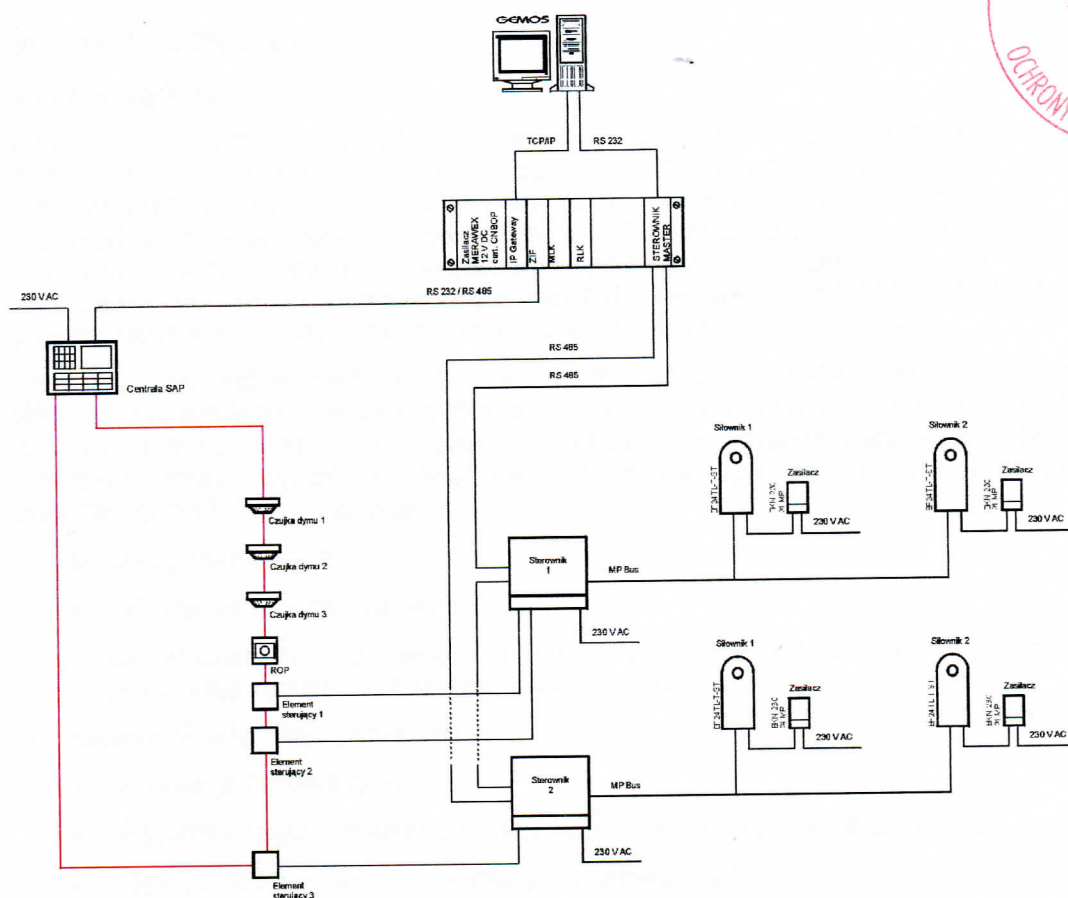 GEMOS
OCHRONY
TCP/IP
RS 232
Zasilacz
MERAWEX
12 V DC
cert. CNBOP
IP Gateway
ZIF
MLK
RLK
STEROWNIK
MASTER
230 V AC
RS 232 / RS 485
RS 485
RS 485
Centrala SAP
Siłownik 1
Siłownik 2
Zasilacz
Zasilacz
230 V AC
230 V AC
Czujka dymu 1
Czujka dymu 2
Czujka dymu 3
ROP
Sterownik
1
MP Bus
230 V AC
Element
sterujący 1
Element
sterujący 2
Siłownik 1
Siłownik 2
BF24TL-T-ST
Zasilacz
Zasilacz
230 V AC
230 V AC
Sterownik
2
MP Bus
230 V AC
Element
sterujący 3